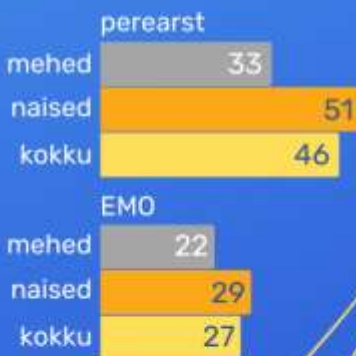 perearst
mehed 33
naised 51
kokku 46
EMO
mehed 22
naised 29
kokku 27